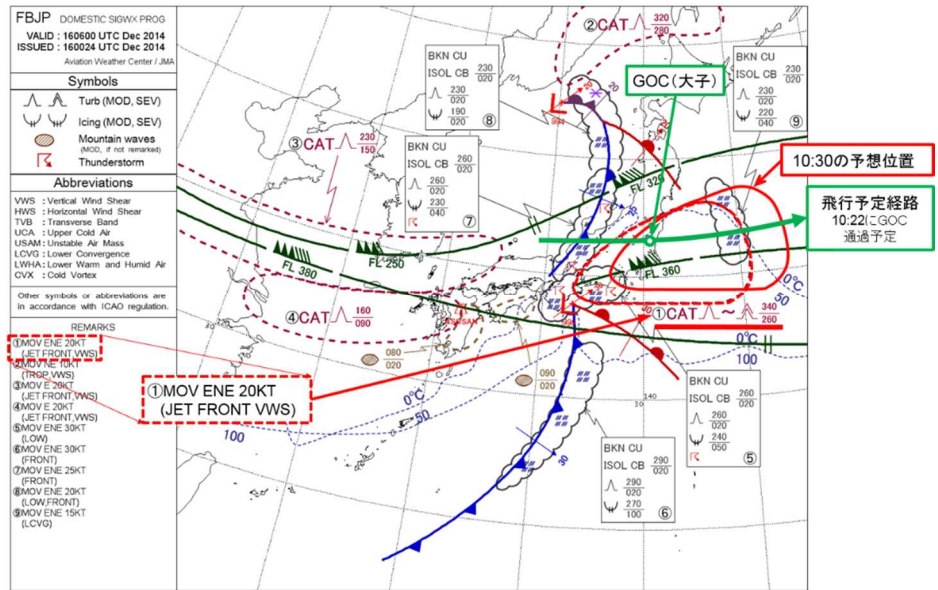 FBJP DOMESTIC SIGWX PROG
VALID : 160600 UTC Dec 2014
ISSUED : 160024 UTC Dec 2014
Aviation Weather Center / JMA
Symbols
Turb (MOD, SEV)
Icing (MOD, SEV)
Mountain waves
(MOD, if not remarked)
Thunderstorm
Abbreviations
VWS : Vertical Wind Shear
HWS : Horizontal Wind Shear
TVB : Transverse Band
UCA : Upper Cold Air
USAM : Unstable Air Mass
LCVG : Lower Convergence
LWHA : Lower Warm and Humid Air
CVX : Cold Vortex
Other symbols or abbreviations are
in accordance with ICAO regulation.
REMARKS
①MOV ENE 20KT
(JET FRONT,VWS)
②MOV NE 10KT
(TROP,VWS)
③MOV E 20KT
(JET FRONT,VWS)
④MOV E 20KT
(JET FRONT,VWS)
⑤MOV ENE 30KT
(LOW)
⑥MOV ENE 30KT
(FRONT)
⑦MOV ENE 25KT
(FRONT)
⑧MOV ENE 20KT
(LOW,FRONT)
⑨MOV ENE 15KT
(LCVG)
②CAT 320
280
BKN CU
ISOL CB 230
020
230
020
190
020
⑧
GOC(大子)
BKN CU
ISOL CB 230
020
230
020
220
040
⑨
③CAT 230
150
BKN CU
ISOL CB 260
020
260
020
230
040
⑦
10:30の予想位置
飛行予定経路
10:22にGOC
通過予定
20
20
FL 320
FL 250
FL 380
FL 360
0℃
50
④CAT 160
090
①CAT ~ 340
260
0℃
100
080
020
090
020
①MOV ENE 20KT
(JET FRONT VWS)
0℃
50
100
30
140
30
BKN CU
ISOL CB 260
020
260
020
240
050
⑤
BKN CU
ISOL CB 290
020
290
020
270
100
⑥